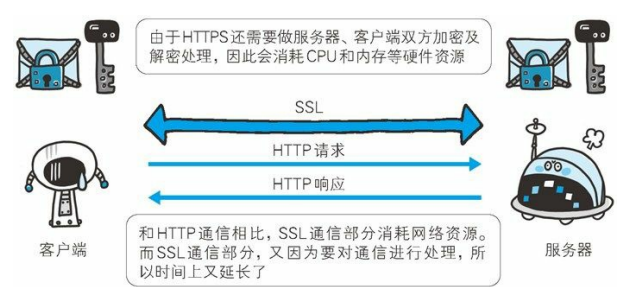 由于HTTPS还需要做服务器、客户端双方加密及
解密处理，因此会消耗CPU和内存等硬件资源
SSL
HTTP请求
HTTP响应
客户端
服务器
和HTTP通信相比，SSL通信部分消耗网络资源。
而SSL通信部分，又因为要对通信进行处理，所
以时间上又延长了